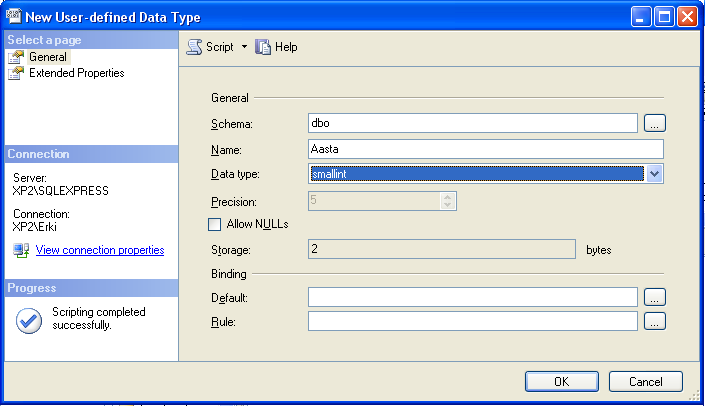 New User-defined Data Type
Select a page
General
Extended Properties
Script Help
General
Schema: dbo ...
Name: Aasta
Data type: smallint
Precision: 5
Allow NULLs
Storage: 2 bytes
Binding
Default: ...
Rule: ...
Connection
Server:
XP2\SQLEXPRESS
Connection:
XP2\Erki
View connection properties
Progress
Scripting completed
successfully.
OK Cancel